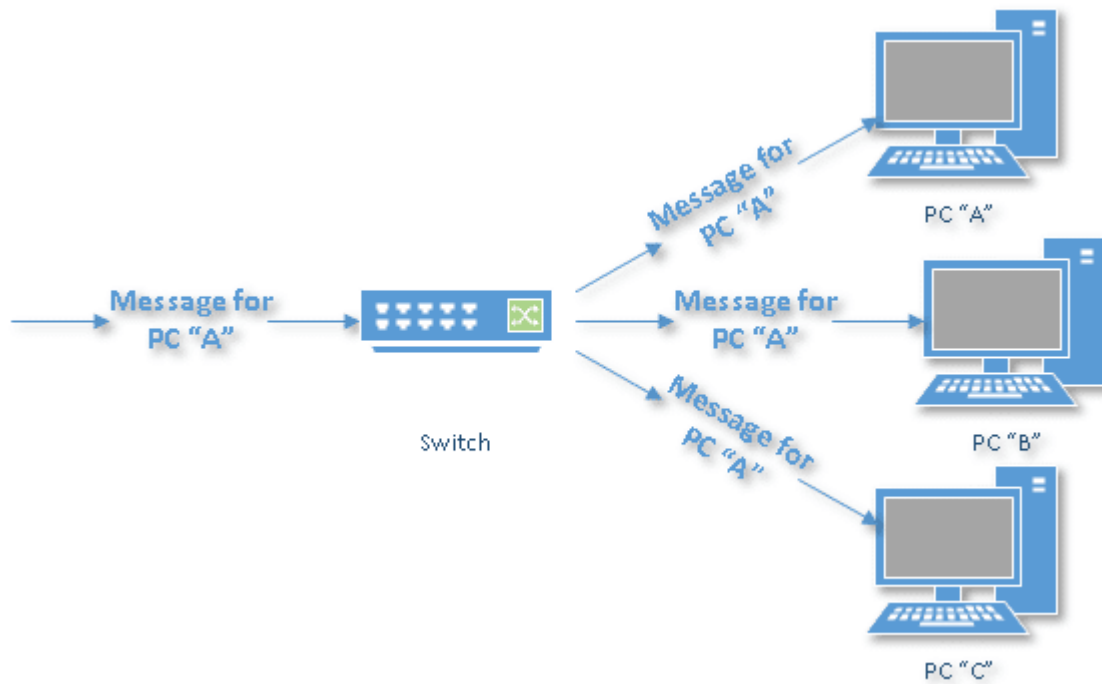 Message for
PC “A”
Switch
Message for
PC “A”
PC “A”
Message for
PC “A”
PC “B”
Message for
PC “A”
PC “C”